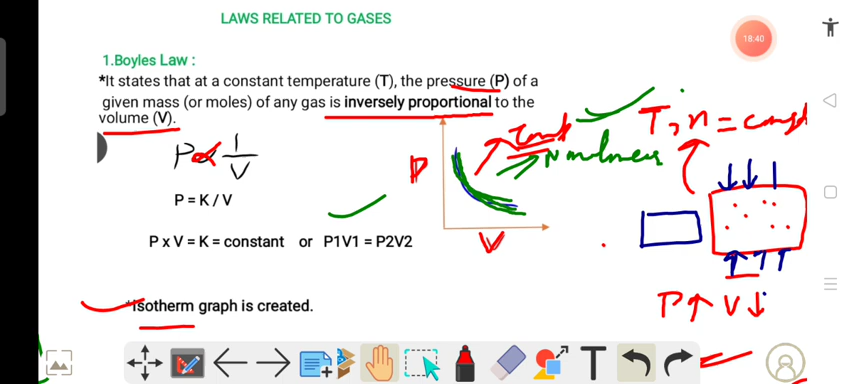 LAWS RELATED TO GASES
18:40
1.Boyles Law :
*It states that at a constant temperature (T), the pressure (P) of a
given mass (or moles) of any gas is inversely proportional to the
volume (V).
T, n = const
P ∝ 1/V
P
P = K / V
P x V = K = constant or P1V1 = P2V2
V
P↑ V↓
*Isotherm graph is created.
T